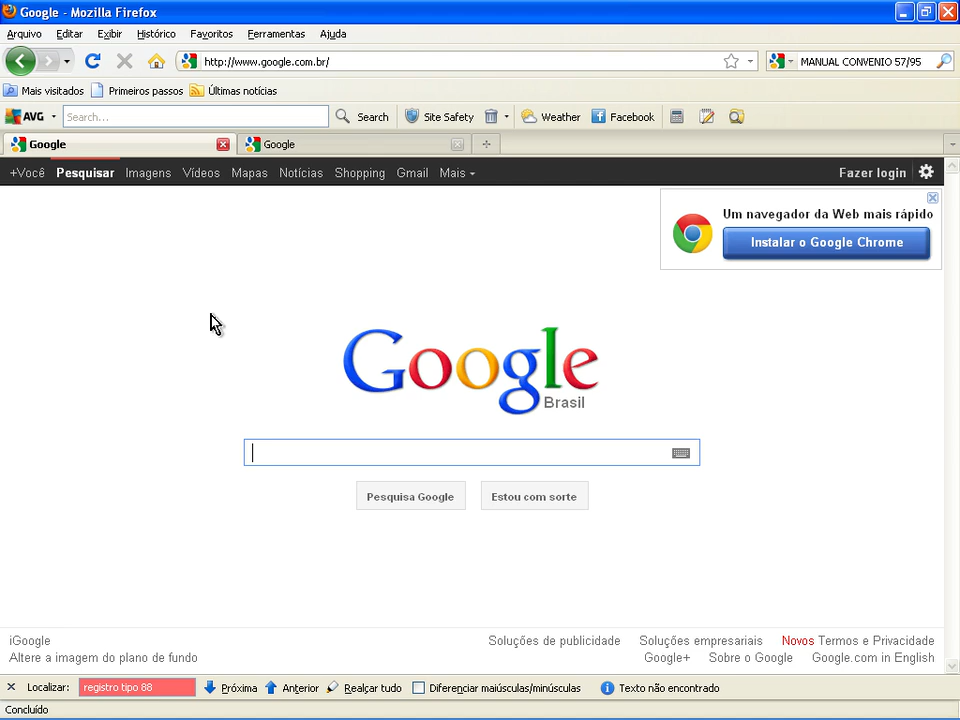 Google - Mozilla Firefox
Arquivo Editar Exibir Histórico Favoritos Ferramentas Ajuda
http://www.google.com.br/ MANUAL CONVENIO 57/95
Mais visitados Primeiros passos Últimas notícias
AVG Search... Search Site Safety Weather Facebook
Google Google
+Você Pesquisar Imagens Vídeos Mapas Notícias Shopping Gmail Mais Fazer login
Um navegador da Web mais rápido
Instalar o Google Chrome
Google
Brasil
Pesquisa Google Estou com sorte
iGoogle Soluções de publicidade Soluções empresariais Novos Termos e Privacidade
Altere a imagem do plano de fundo Google+ Sobre o Google Google.com in English
Localizar: registro tipo 88 Próxima Anterior Realçar tudo Diferenciar maiúsculas/minúsculas Texto não encontrado
Concluído